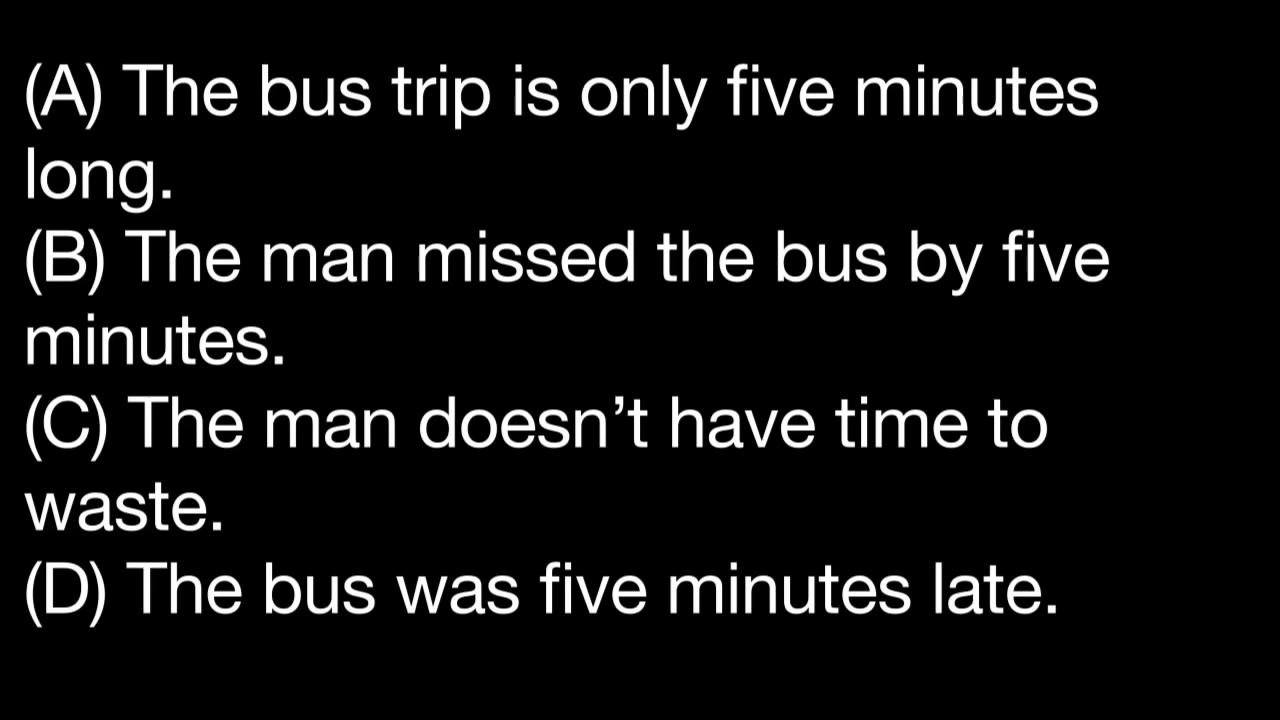 (A) The bus trip is only five minutes
long.
(B) The man missed the bus by five
minutes.
(C) The man doesn’t have time to
waste.
(D) The bus was five minutes late.